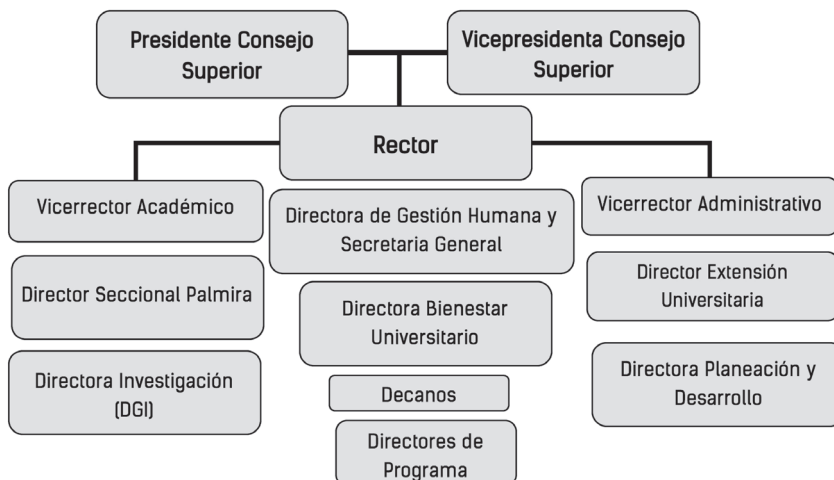 Presidente Consejo
Superior
Vicepresidenta Consejo
Superior
Rector
Vicerrector Académico
Directora de Gestión Humana y
Secretaria General
Vicerrector Administrativo
Director Seccional Palmira
Directora Bienestar
Universitario
Director Extensión
Universitaria
Directora Investigación
(DGI)
Decanos
Directora Planeación y
Desarrollo
Directores de
Programa